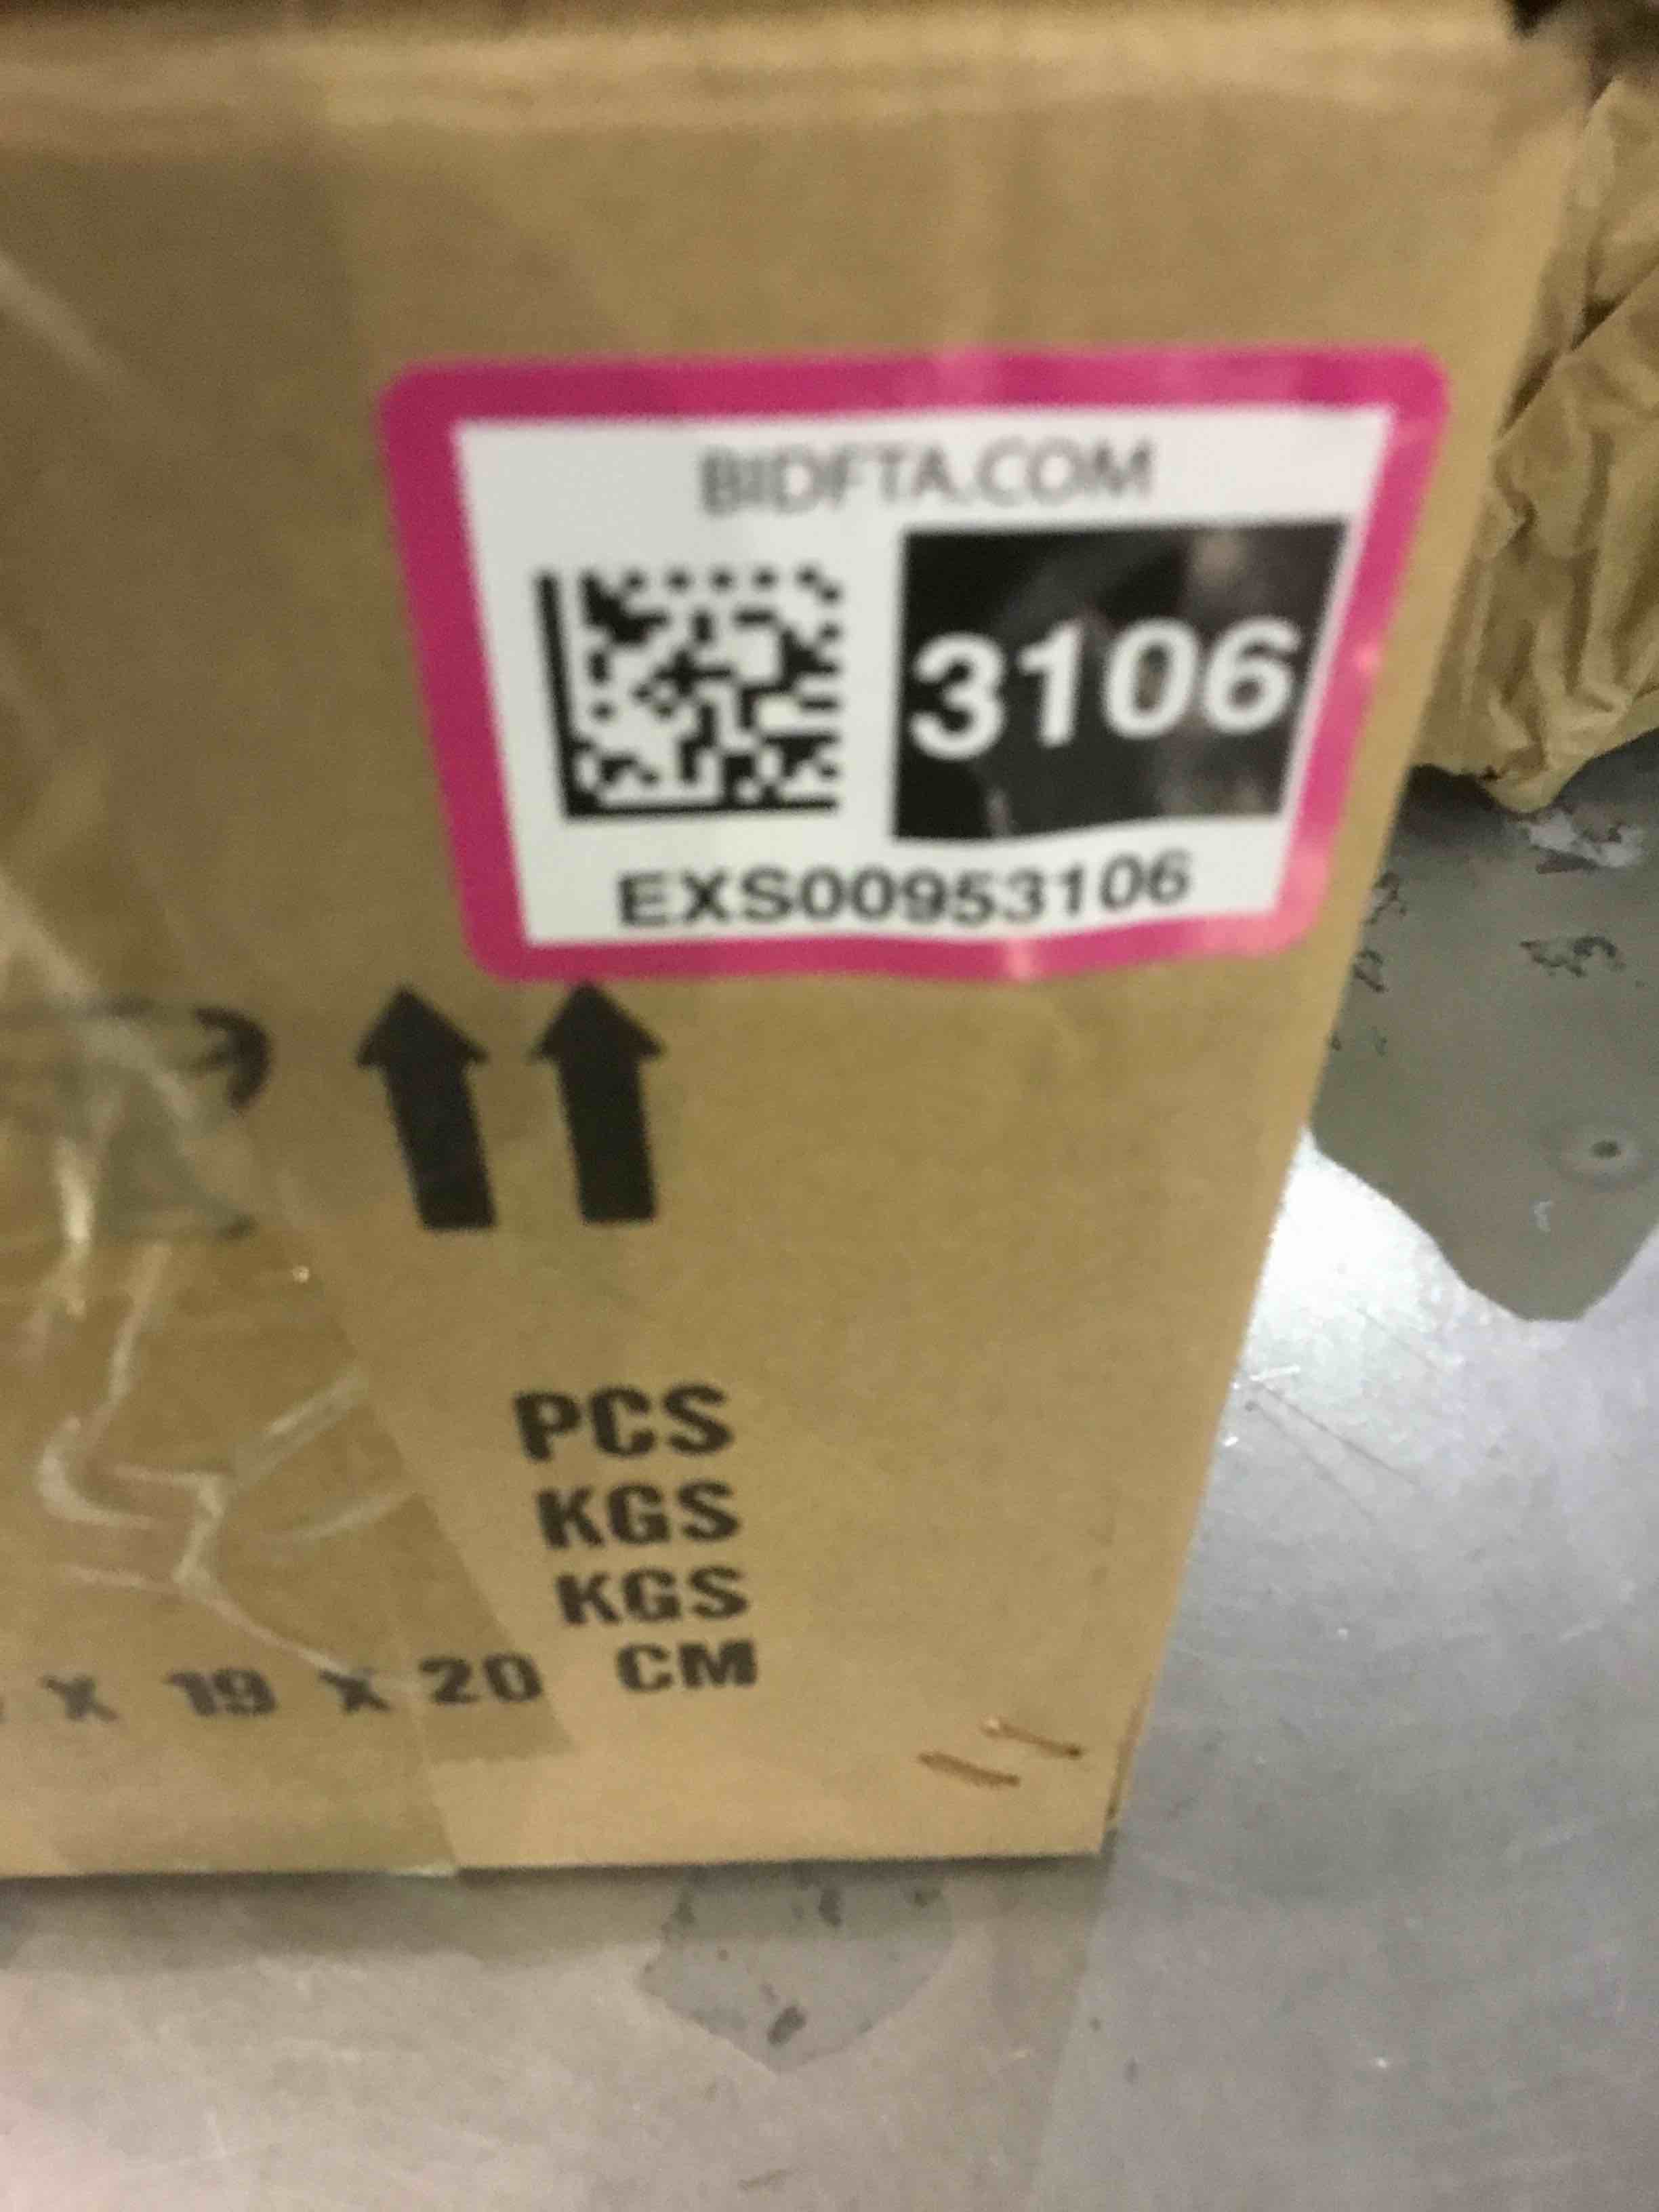 BIDFTA.COM
3106
EXS00953106
PCS
KGS
KGS
X 19 X 20 CM